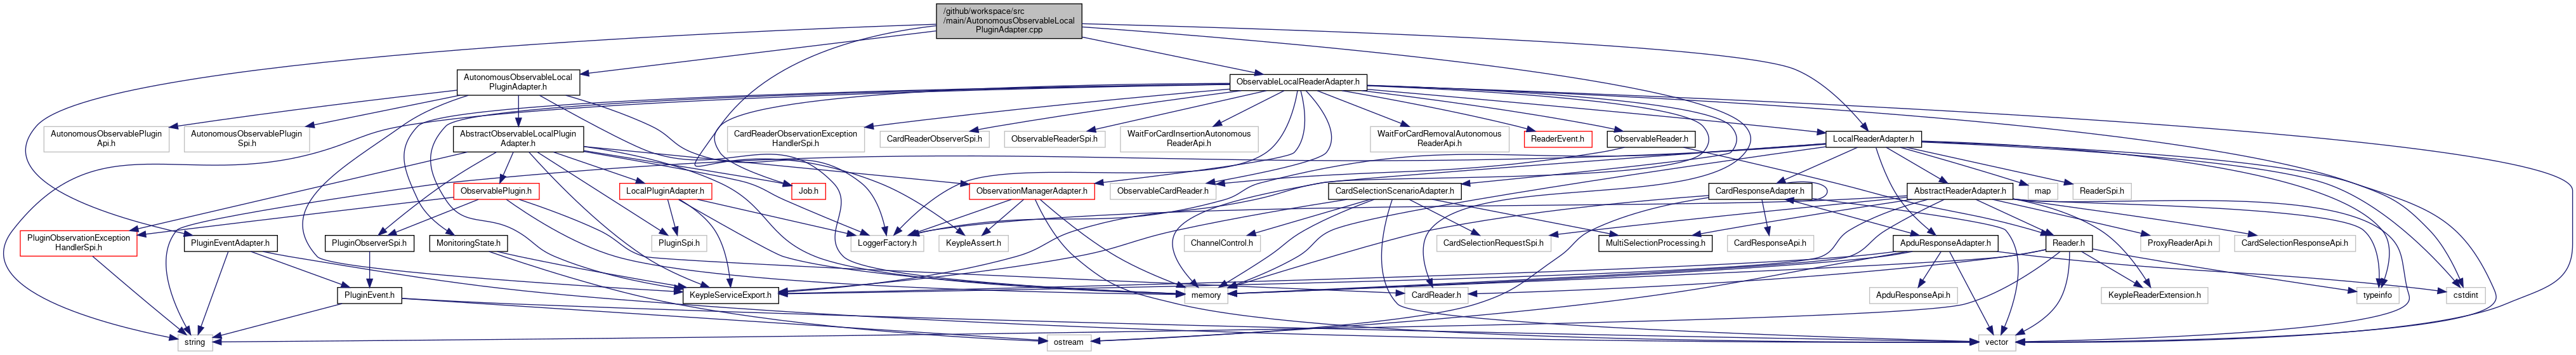 /github/workspace/src
/main/AutonomousObservableLocal
PluginAdapter.cpp
AutonomousObservableLocal
PluginAdapter.h
ObservableLocalReaderAdapter.h
AutonomousObservablePlugin
Api.h
AutonomousObservablePlugin
Spi.h
AbstractObservableLocalPlugin
Adapter.h
CardReaderObservationException
HandlerSpi.h
CardReaderObserverSpi.h
ObservableReaderSpi.h
WaitForCardInsertionAutonomous
ReaderApi.h
WaitForCardRemovalAutonomous
ReaderApi.h
ReaderEvent.h
ObservableReader.h
LocalReaderAdapter.h
ObservablePlugin.h
LocalPluginAdapter.h
Job.h
ObservationManagerAdapter.h
ObservableCardReader.h
CardSelectionScenarioAdapter.h
CardResponseAdapter.h
AbstractReaderAdapter.h
map
ReaderSpi.h
PluginObservationException
HandlerSpi.h
PluginEventAdapter.h
PluginObserverSpi.h
MonitoringState.h
PluginSpi.h
LoggerFactory.h
KeypleAssert.h
ChannelControl.h
CardSelectionRequestSpi.h
MultiSelectionProcessing.h
CardResponseApi.h
ApduResponseAdapter.h
Reader.h
ProxyReaderApi.h
CardSelectionResponseApi.h
PluginEvent.h
KeypleServiceExport.h
memory
CardReader.h
ApduResponseApi.h
KeypleReaderExtension.h
typeinfo
cstdint
string
ostream
vector